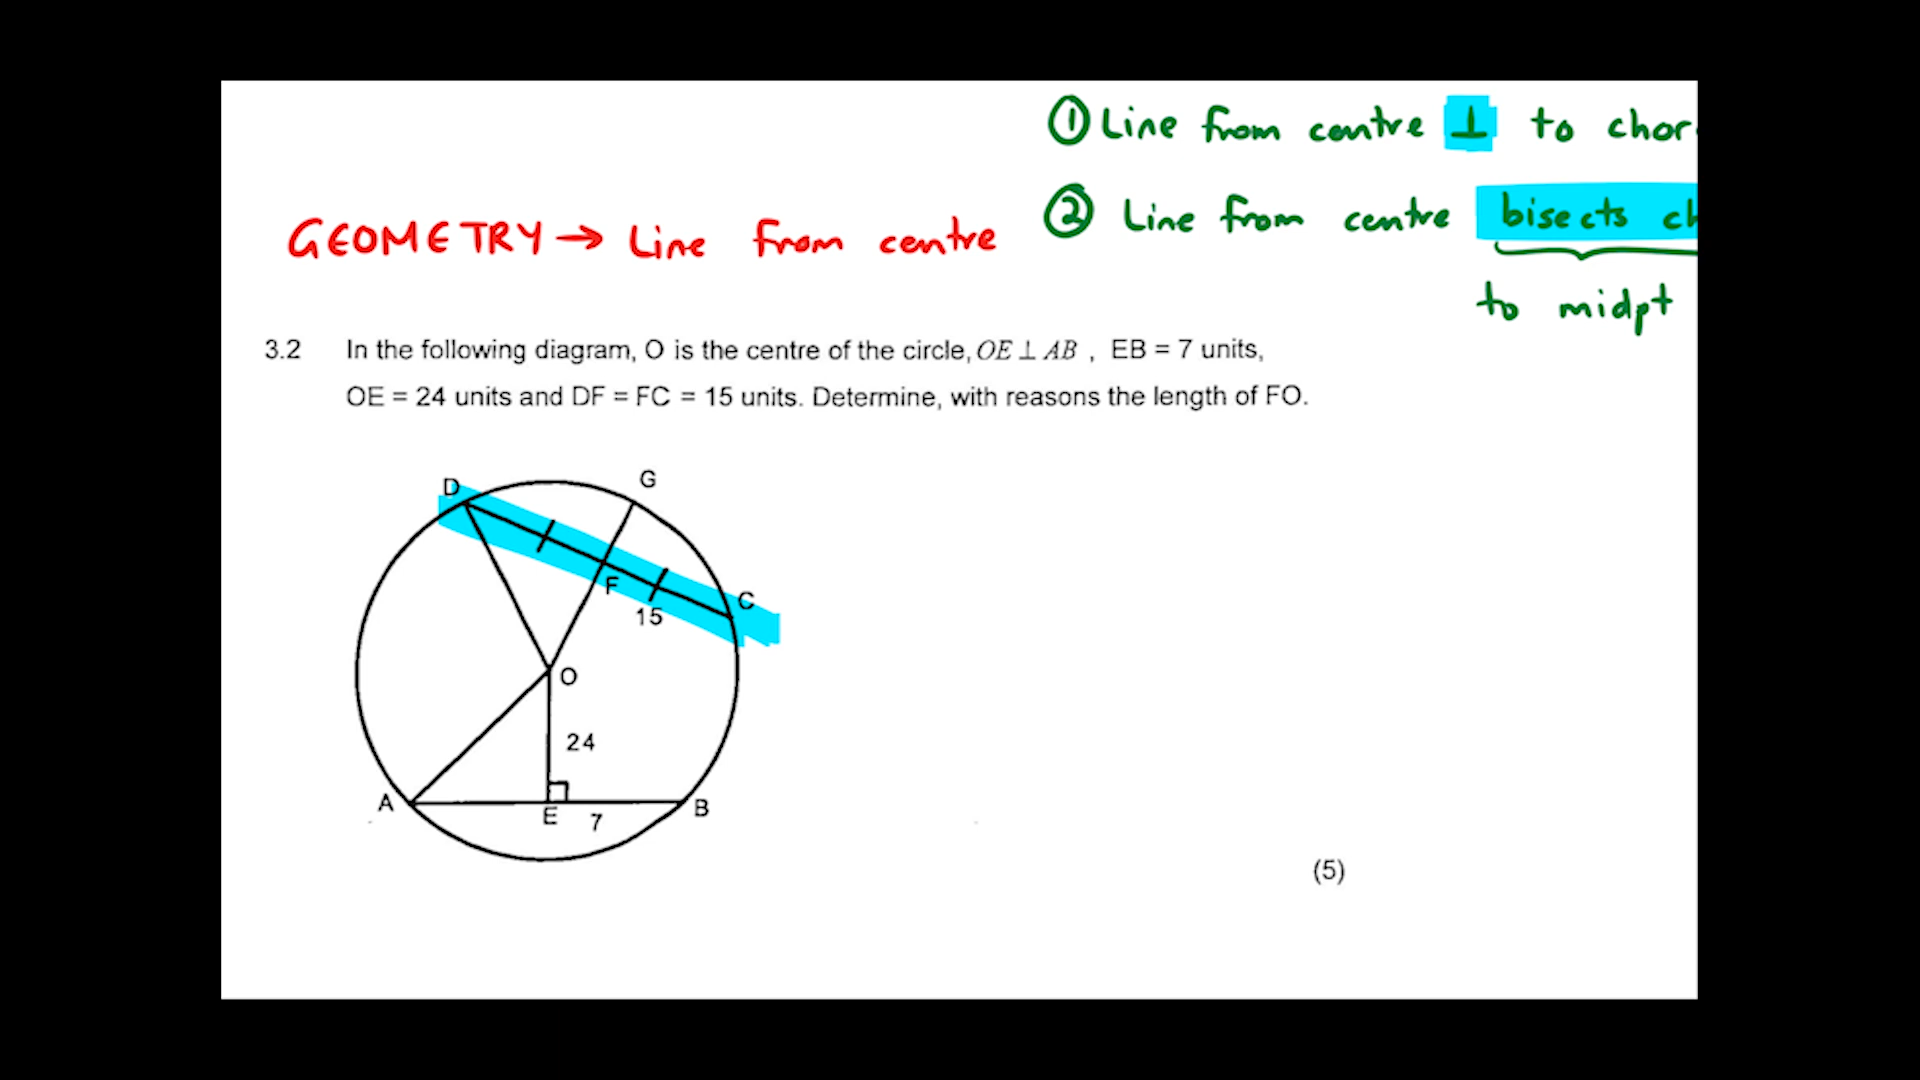 ① Line from centre ⊥ to chor
② Line from centre bisects ch
to midpt
GEOMETRY → Line from centre
3.2 In the following diagram, O is the centre of the circle, OE ⊥ AB , EB = 7 units,
OE = 24 units and DF = FC = 15 units. Determine, with reasons the length of FO.
D
G
F
C
15
O
24
A
E
7
B
(5)